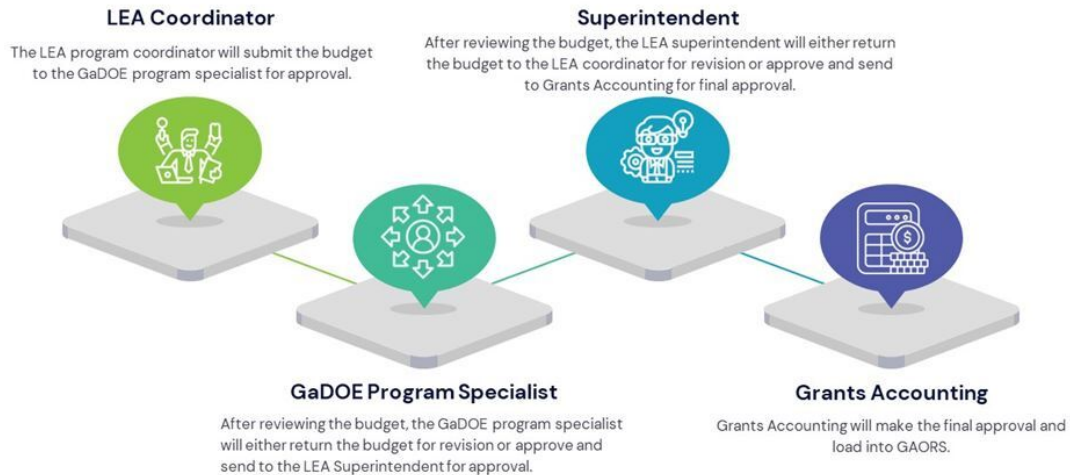 LEA Coordinator
The LEA program coordinator will submit the budget
to the GaDOE program specialist for approval.
Superintendent
After reviewing the budget, the LEA superintendent will either return
the budget to the LEA coordinator for revision or approve and send
to Grants Accounting for final approval.
$
GaDOE Program Specialist
After reviewing the budget, the GaDOE program specialist
will either return the budget for revision or approve and
send to the LEA Superintendent for approval.
Grants Accounting
Grants Accounting will make the final approval and
load into GAORS.